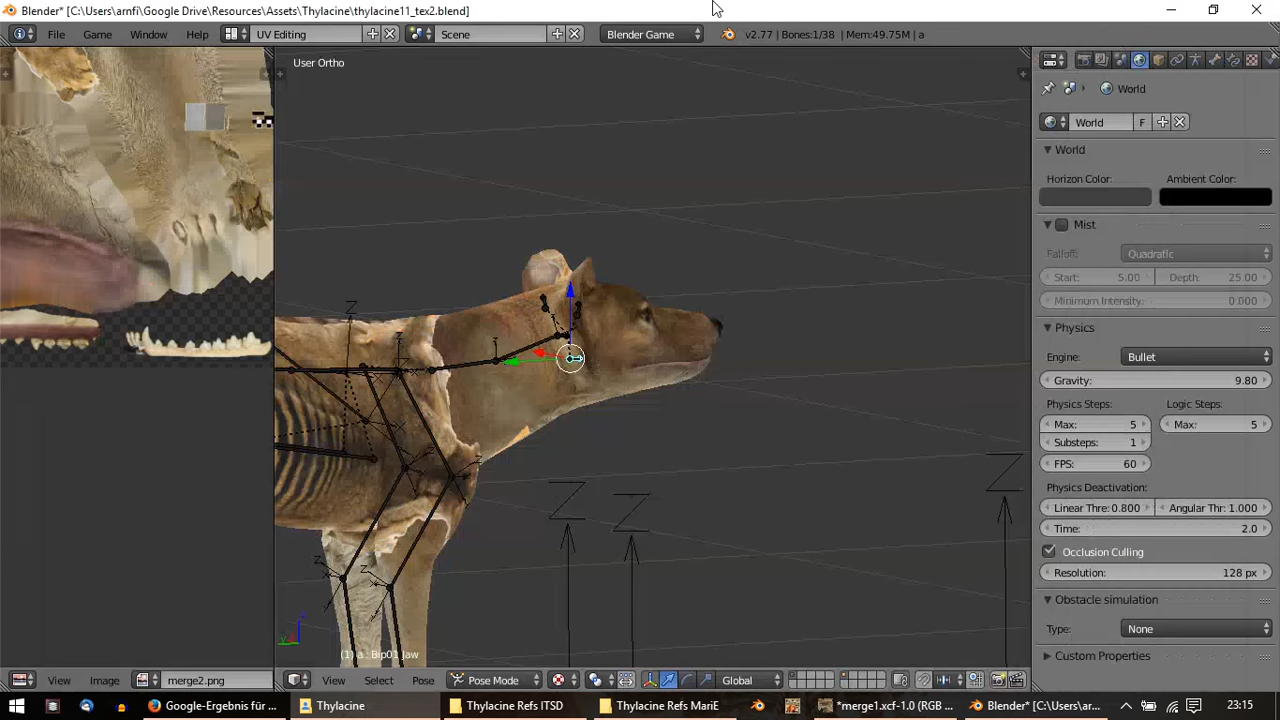 Blender* [C:\Users\arnfi\Google Drive\Resources\Assets\Thylacine\thylacine11_tex2.blend]
File Game Window Help UV Editing Scene Blender Game v2.77 | Bones:1/38 | Mem:49.75M | a
User Ortho
World
World F
World
Horizon Color: Ambient Color:
Mist
Falloff: Quadratic
Start: 5.00 Depth: 25.00
Minimum Intensity: 0.000
Physics
Engine: Bullet
Gravity: 9.80
Physics Steps: Logic Steps:
Max: 5 Max: 5
Substeps: 1
FPS: 60
Physics Deactivation:
Linear Thre: 0.800 Angular Thr: 1.000
Time: 2.0
Occlusion Culling
Resolution: 128 px
Obstacle simulation
Type: None
Custom Properties
Z
Z
Z
Z
(1) a : Bip01 Jaw
View Image merge2.png View Select Pose Pose Mode Global
Google-Ergebnis für ... Thylacine Thylacine Refs ITSD Thylacine Refs MariE *merge1.xcf-1.0 (RGB ... Blender* [C:\Users\ar... 23:15